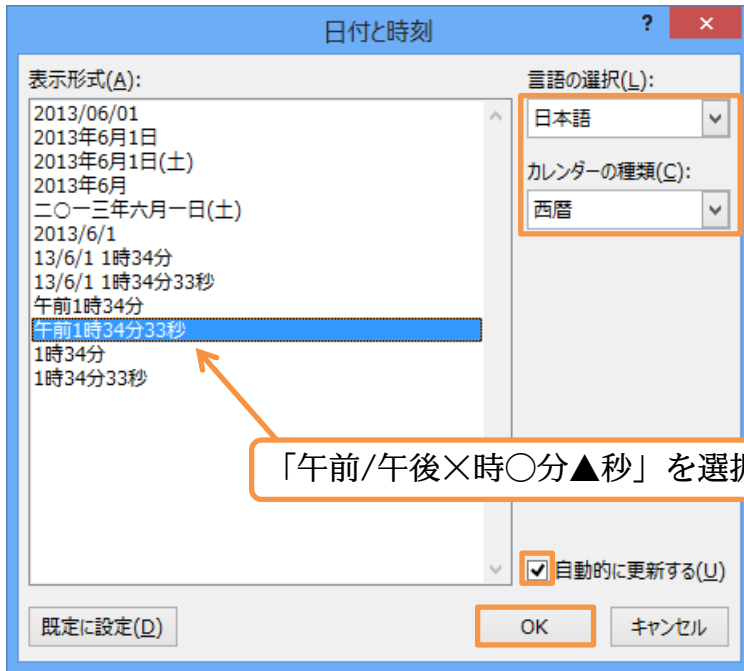 日付と時刻
? ×
表示形式(A):
言語の選択(L):
2013/06/01
2013年6月1日
2013年6月1日(土)
2013年6月
二〇一三年六月一日(土)
2013/6/1
13/6/1 1時34分
13/6/1 1時34分33秒
午前1時34分
午前1時34分33秒
1時34分
1時34分33秒
日本語
カレンダーの種類(C):
西暦
「午前/午後×時○分▲秒」を選択
自動的に更新する(U)
既定に設定(D)
OK
キャンセル